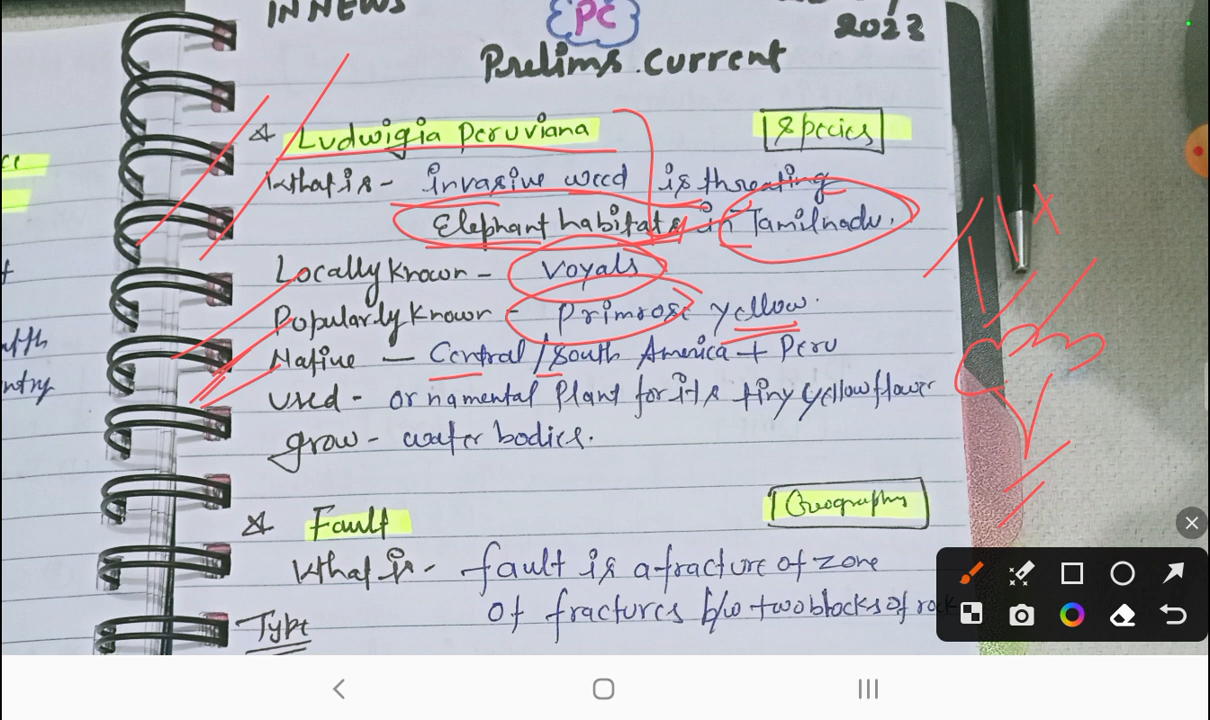 IN NEWS
PC
2023
Prelims Current
Ludwigia Peruviana
Species
What is - invasive weed is threating
Elephant habitats in Tamilnadu.
Locally Known - Voyals
Popularly Known - Primrose yellow.
Native - Central/South America + Peru
Used - ornamental Plant for its tiny yellow flower
grow - water bodies.
Fault
Geography
What is - fault is a fracture of zone
of fractures b/w two blocks of rock
Type